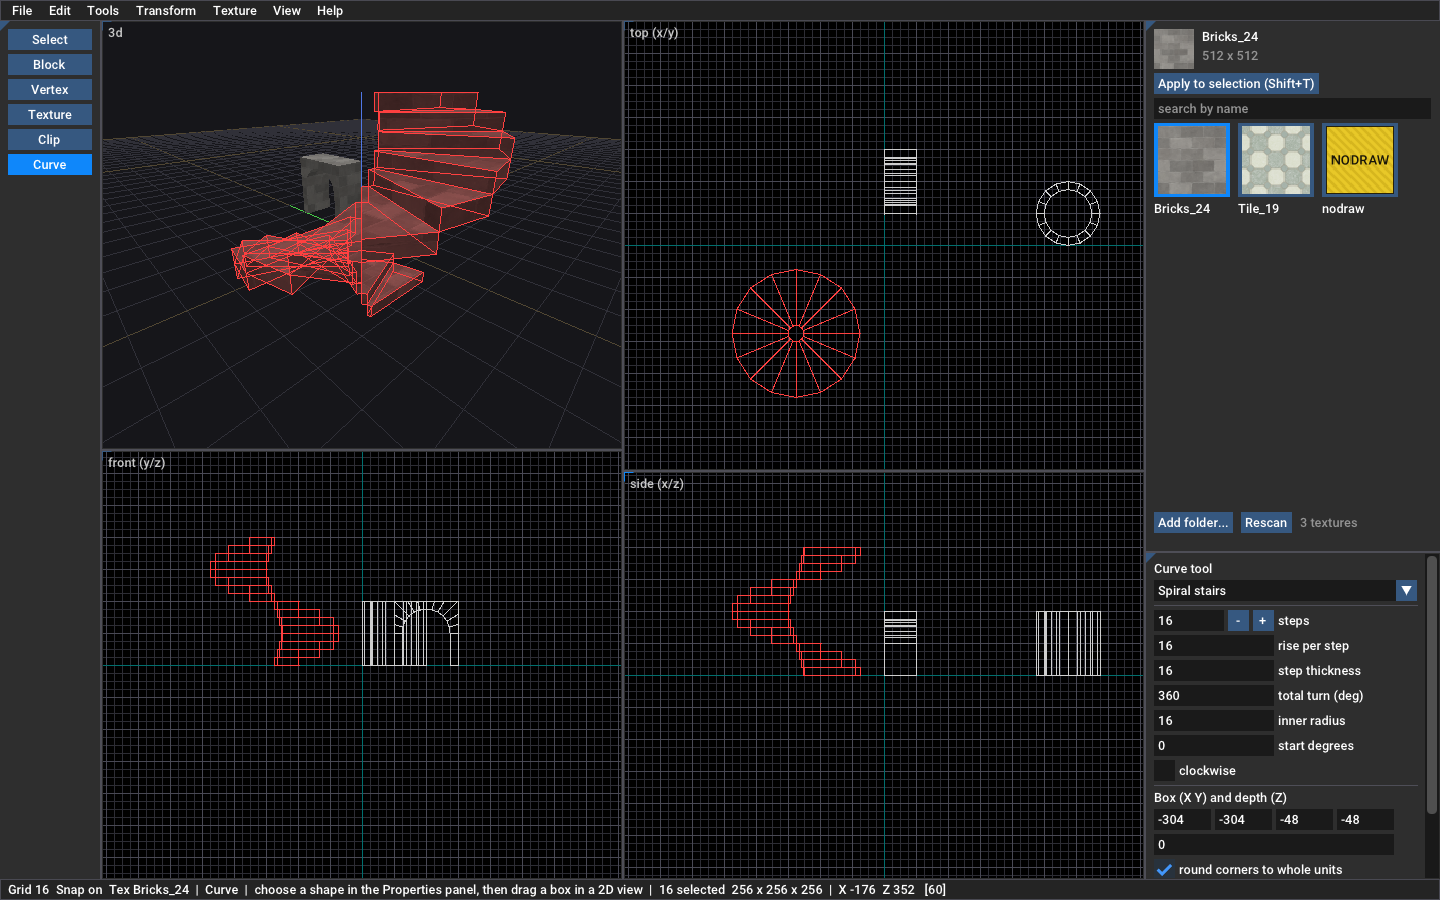 File Edit Tools Transform Texture View Help
Select
Block
Vertex
Texture
Clip
Curve
3d
top (x/y)
front (y/z)
side (x/z)
Bricks_24
512 x 512
Apply to selection (Shift+T)
search by name
NODRAW
Bricks_24 Tile_19 nodraw
Add folder... Rescan 3 textures
Curve tool
Spiral stairs
16 - + steps
16 rise per step
16 step thickness
360 total turn (deg)
16 inner radius
0 start degrees
clockwise
Box (X Y) and depth (Z)
-304 -304 -48 -48
0
round corners to whole units
Grid 16 Snap on Tex Bricks_24 | Curve | choose a shape in the Properties panel, then drag a box in a 2D view | 16 selected 256 x 256 x 256 | X -176 Z 352 [60]